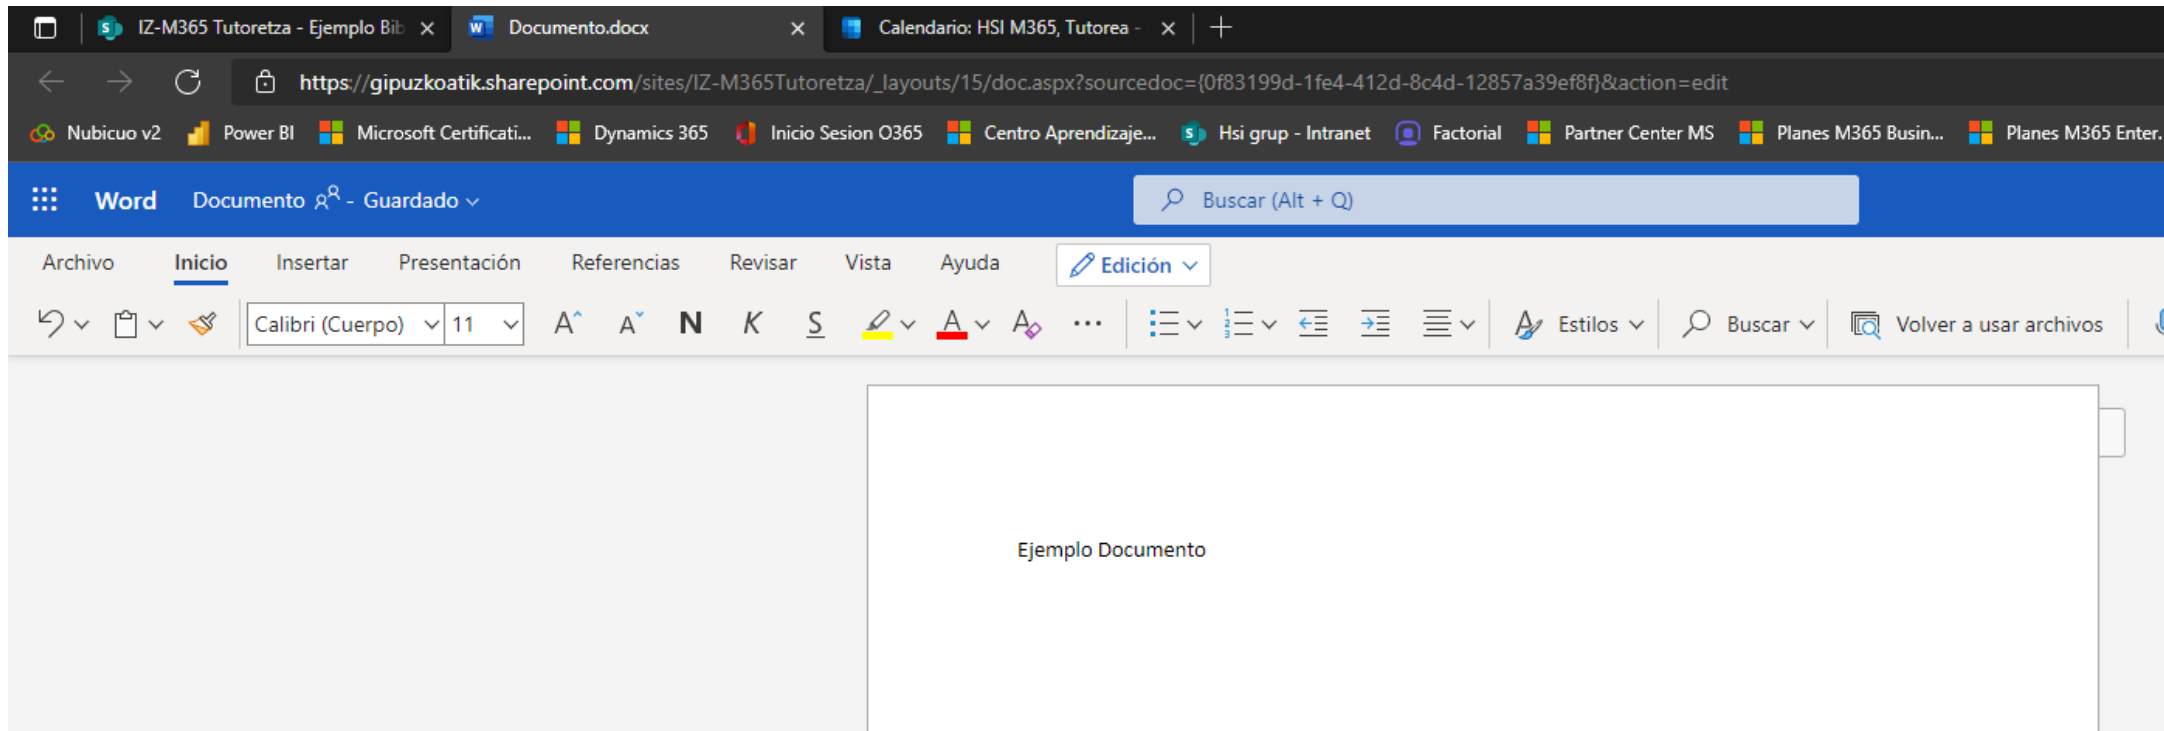 IZ-M365 Tutoretza - Ejemplo Bib Documento.docx Calendario: HSI M365, Tutorea -
https://gipuzkoatik.sharepoint.com/sites/IZ-M365Tutoretza/_layouts/15/doc.aspx?sourcedoc={0f83199d-1fe4-412d-8c4d-12857a39ef8f}&action=edit
Nubicuo v2 Power BI Microsoft Certificati... Dynamics 365 Inicio Sesion O365 Centro Aprendizaje... Hsi grup - Intranet Factorial Partner Center MS Planes M365 Busin... Planes M365 Enter.
Word Documento - Guardado Buscar (Alt + Q)
Archivo Inicio Insertar Presentación Referencias Revisar Vista Ayuda Edición
Calibri (Cuerpo) 11 A A N K S A A ... Estilos Buscar Volver a usar archivos
Ejemplo Documento